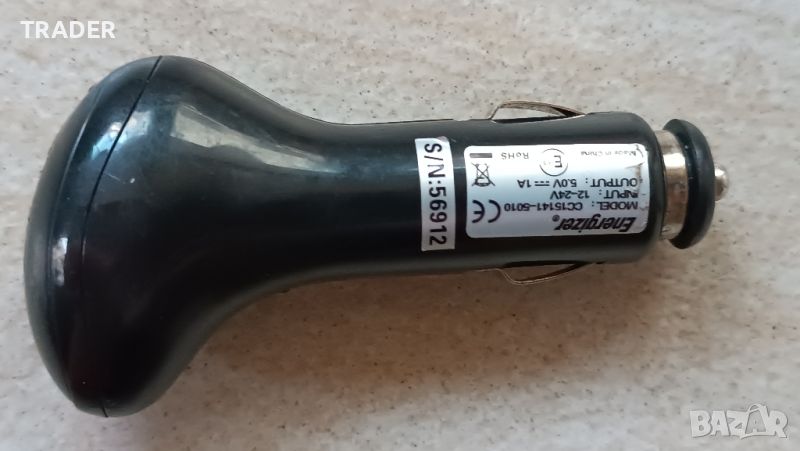 TRADER
S/N:56912
Energizer®
MODEL: CC15141-5010
INPUT: 12-24V
OUTPUT: 5.0V⎓1A
CE
RoHS
Made in China
BAZAR